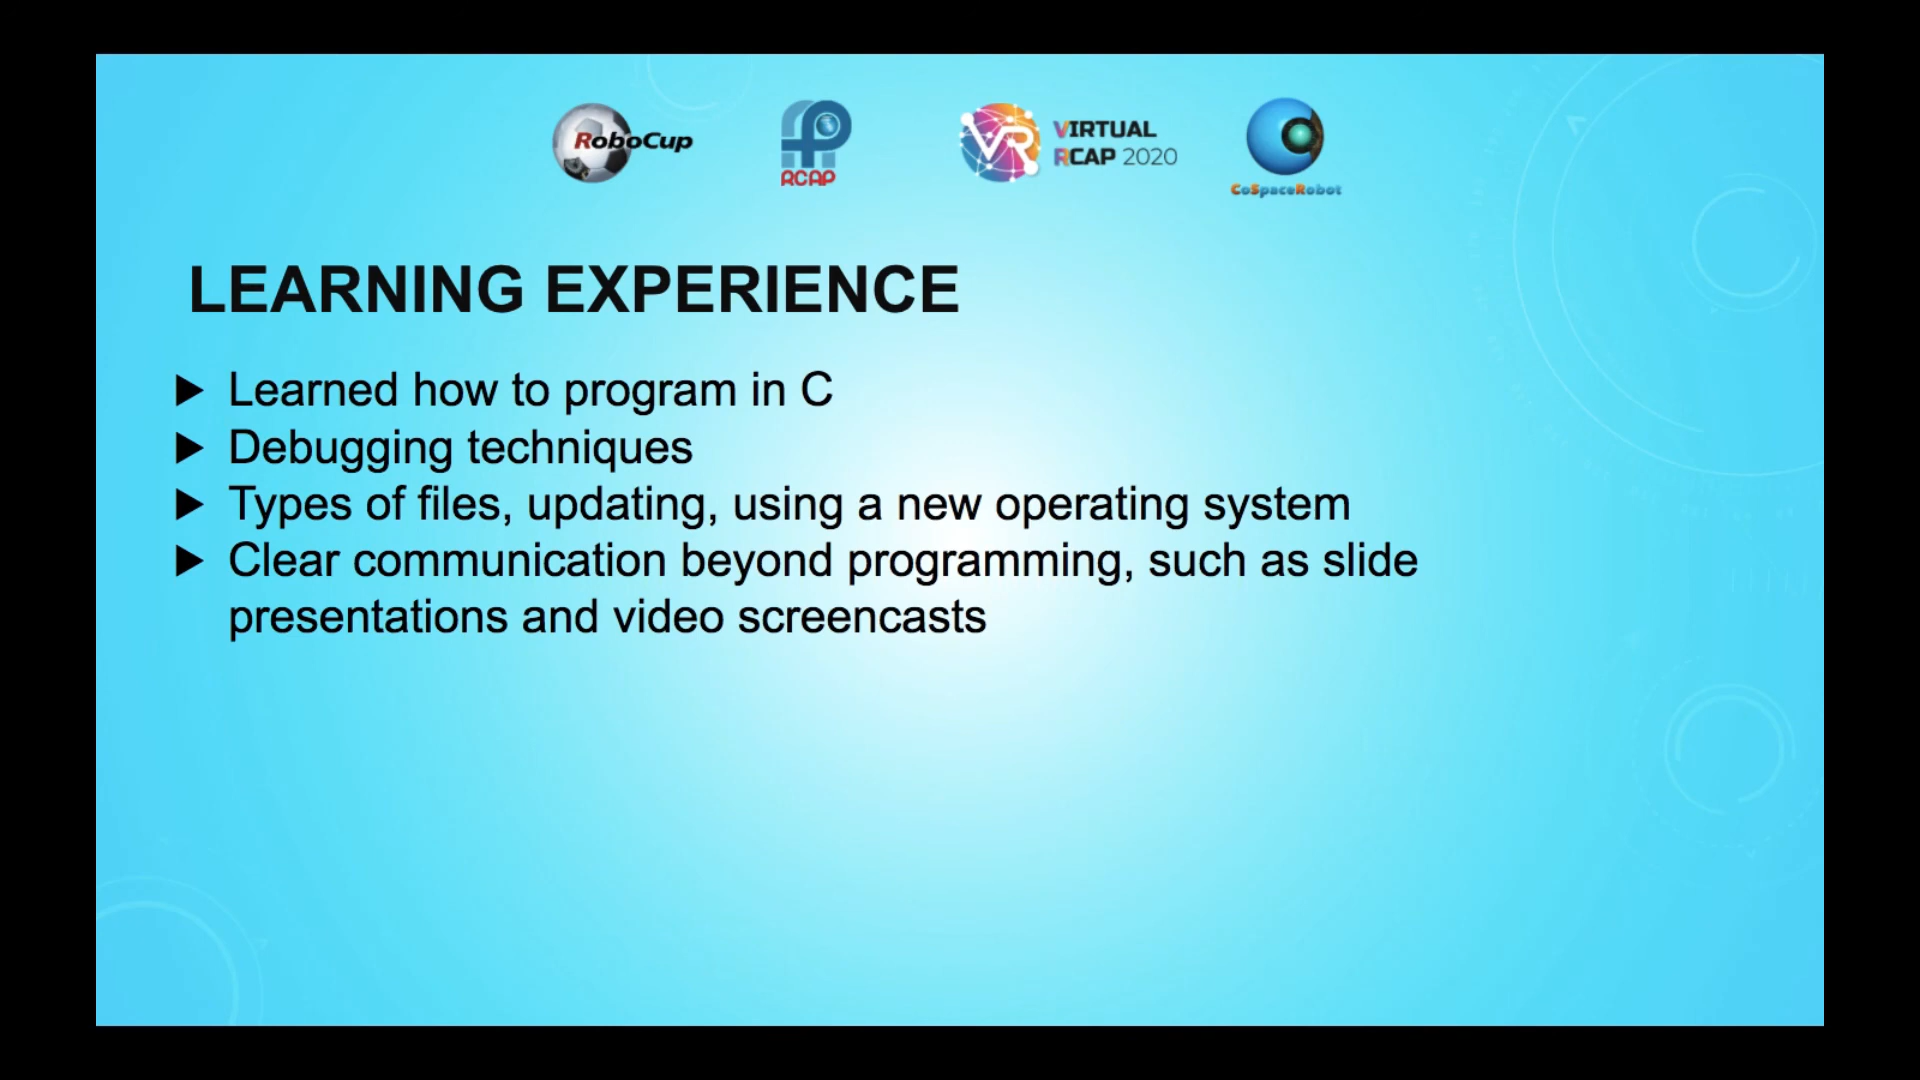 RoboCup
RCAP
VIRTUAL
RCAP 2020
VR
CoSpaceRobot
LEARNING EXPERIENCE
Learned how to program in C
Debugging techniques
Types of files, updating, using a new operating system
Clear communication beyond programming, such as slide
presentations and video screencasts